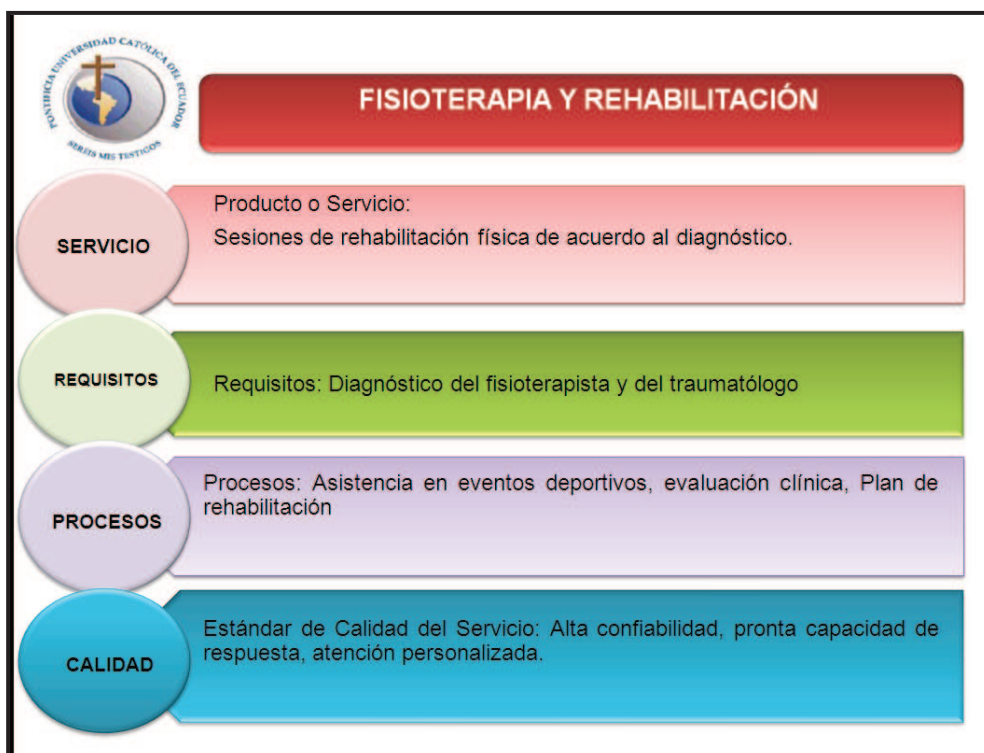 PONTIFICIA UNIVERSIDAD CATÓLICA DEL ECUADOR
SERÉIS MIS TESTIGOS
FISIOTERAPIA Y REHABILITACIÓN
SERVICIO
Producto o Servicio:
Sesiones de rehabilitación física de acuerdo al diagnóstico.
REQUISITOS
Requisitos: Diagnóstico del fisioterapista y del traumatólogo
PROCESOS
Procesos: Asistencia en eventos deportivos, evaluación clínica, Plan de
rehabilitación
CALIDAD
Estándar de Calidad del Servicio: Alta confiabilidad, pronta capacidad de
respuesta, atención personalizada.